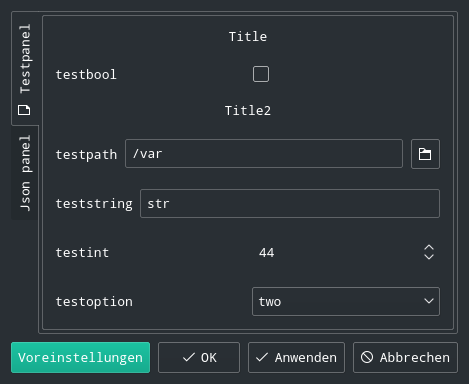 Testpanel
Json panel
Title
testbool
Title2
testpath /var
teststring str
testint 44
testoption two
Voreinstellungen OK Anwenden Abbrechen